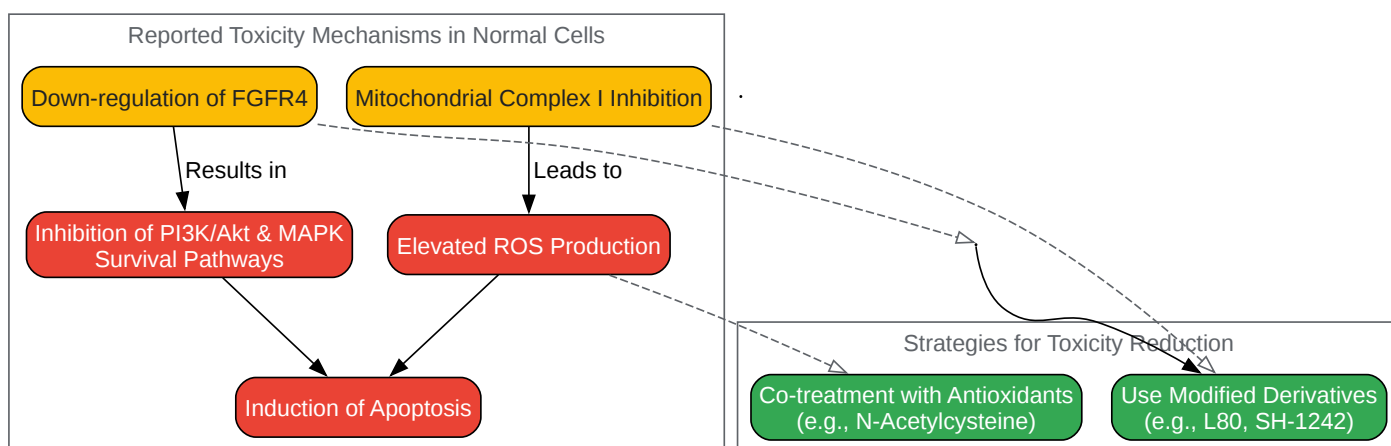 Reported Toxicity Mechanisms in Normal Cells
Down-regulation of FGFR4
Mitochondrial Complex I Inhibition
.
Results in
Leads to
Inhibition of PI3K/Akt & MAPK
Survival Pathways
Elevated ROS Production
Induction of Apoptosis
Strategies for Toxicity Reduction
Co-treatment with Antioxidants
(e.g., N-Acetylcysteine)
Use Modified Derivatives
(e.g., L80, SH-1242)